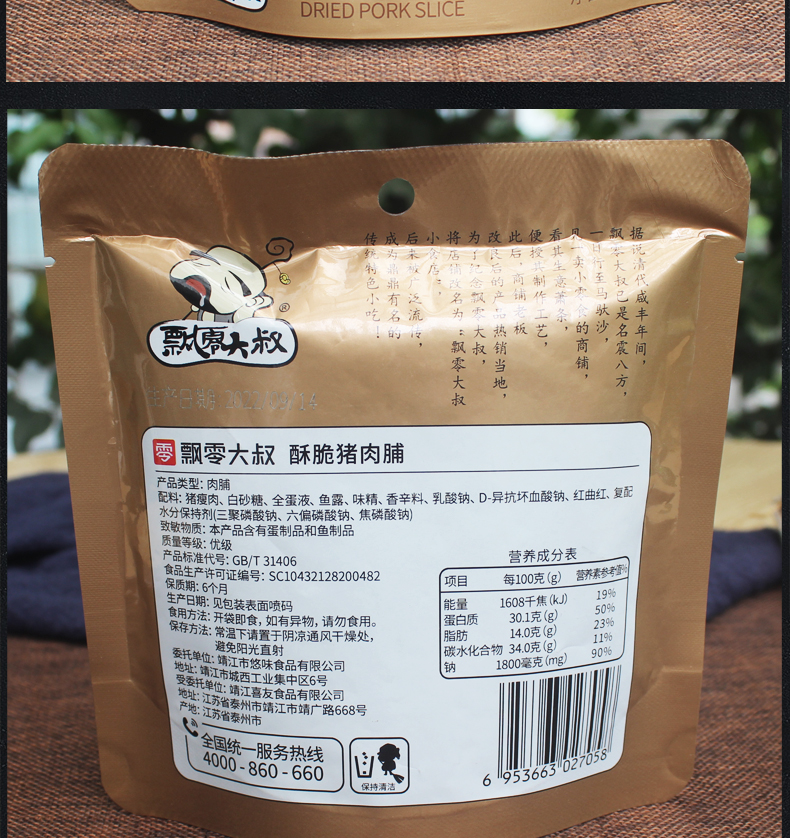 DRIED PORK SLICE
据说清代咸丰年间，
飘零大叔已是名震八方，
一日行至马驮沙，
见一卖小零食的商铺，
看其生意萧条，
便授其制作工艺，
此后，商铺老板
改良后的产品热销当地，
为了纪念飘零大叔，
将店铺改名为：飘零大叔
小食店；
后来被广泛流传，
成为鼎鼎有名的
传统特色小吃！
飘零大叔
®
生产日期 2022/09/14
零 飘零大叔 酥脆猪肉脯
产品类型: 肉脯
配料: 猪瘦肉、白砂糖、全蛋液、鱼露、味精、香辛料、乳酸钠、D-异抗坏血酸钠、红曲红、复配
水分保持剂(三聚磷酸钠、六偏磷酸钠、焦磷酸钠)
致敏物质: 本产品含有蛋制品和鱼制品
质量等级: 优级
产品标准代号: GB/T 31406
食品生产许可证编号: SC10432128200482
保质期: 6个月
生产日期: 见包装表面喷码
食用方法: 开袋即食, 如有异物, 请勿食用。
保存方法: 常温下请置于阴凉通风干燥处,
避免阳光直射
委托单位: 靖江市悠味食品有限公司
地址: 靖江市城西工业集中区6号
受委托单位: 靖江喜友食品有限公司
地址: 江苏省泰州市靖江市靖广路668号
产地: 江苏省泰州市
营养成分表
项目 每100克(g) 营养素参考值%
能量 1608千焦(kJ) 19%
蛋白质 30.1克(g) 50%
脂肪 14.0克(g) 23%
碳水化合物 34.0克(g) 11%
钠 1800毫克(mg) 90%
全国统一服务热线
4000-860-660
保持清洁
6 953663 027058